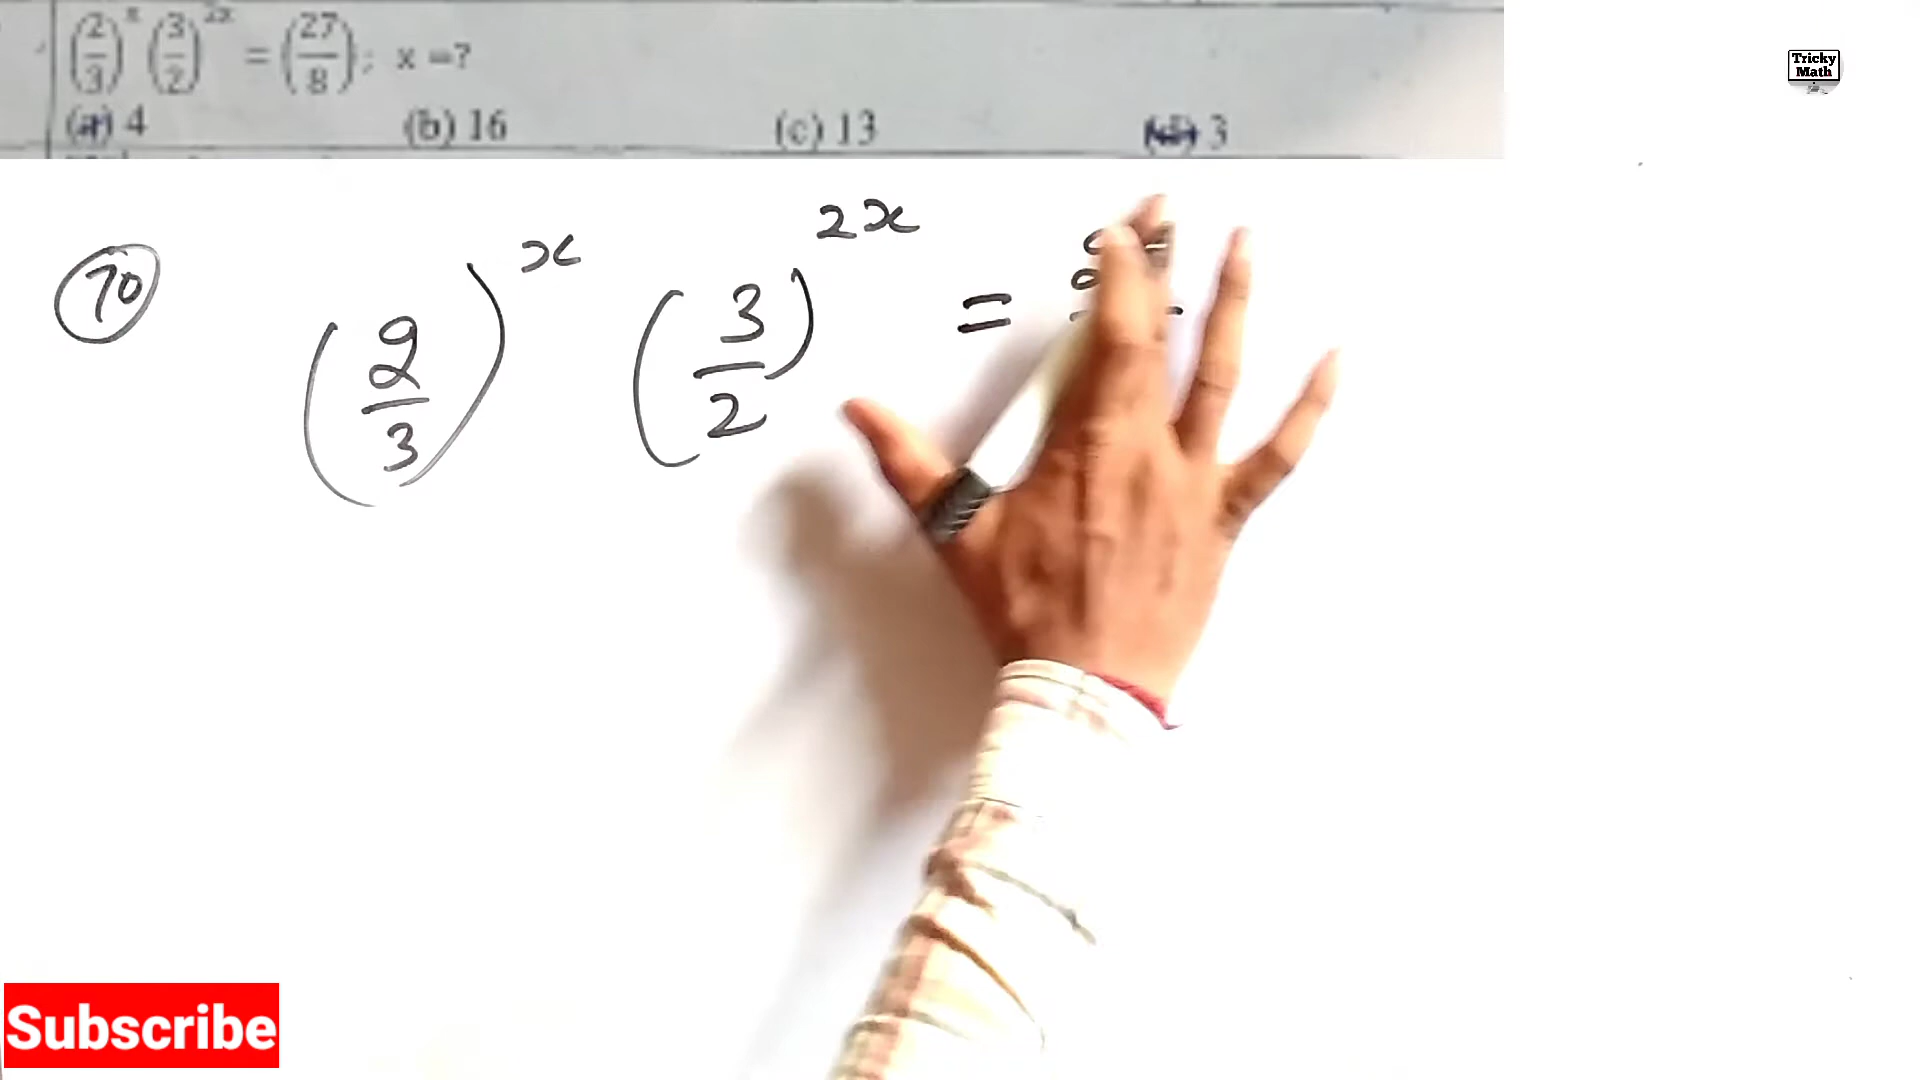 (2/3)^x (3/2)^2x = (27/8); x =?
(a) 4 (b) 16 (c) 13 3
Tricky
Math
70 (2/3)^x (3/2)^2x =
Subscribe